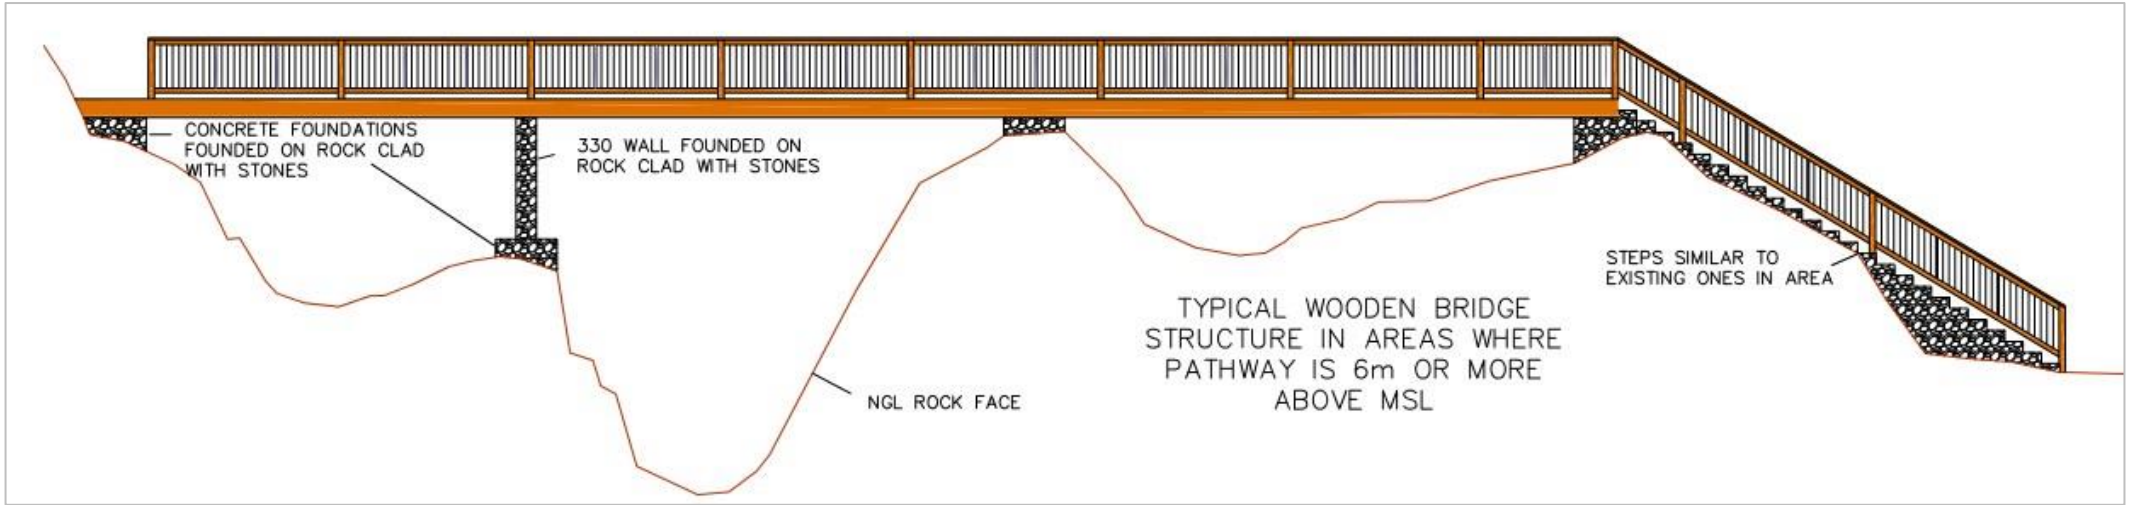 CONCRETE FOUNDATIONS
FOUNDED ON ROCK CLAD
WITH STONES
330 WALL FOUNDED ON
ROCK CLAD WITH STONES
STEPS SIMILAR TO
EXISTING ONES IN AREA
TYPICAL WOODEN BRIDGE
STRUCTURE IN AREAS WHERE
PATHWAY IS 6m OR MORE
ABOVE MSL
NGL ROCK FACE